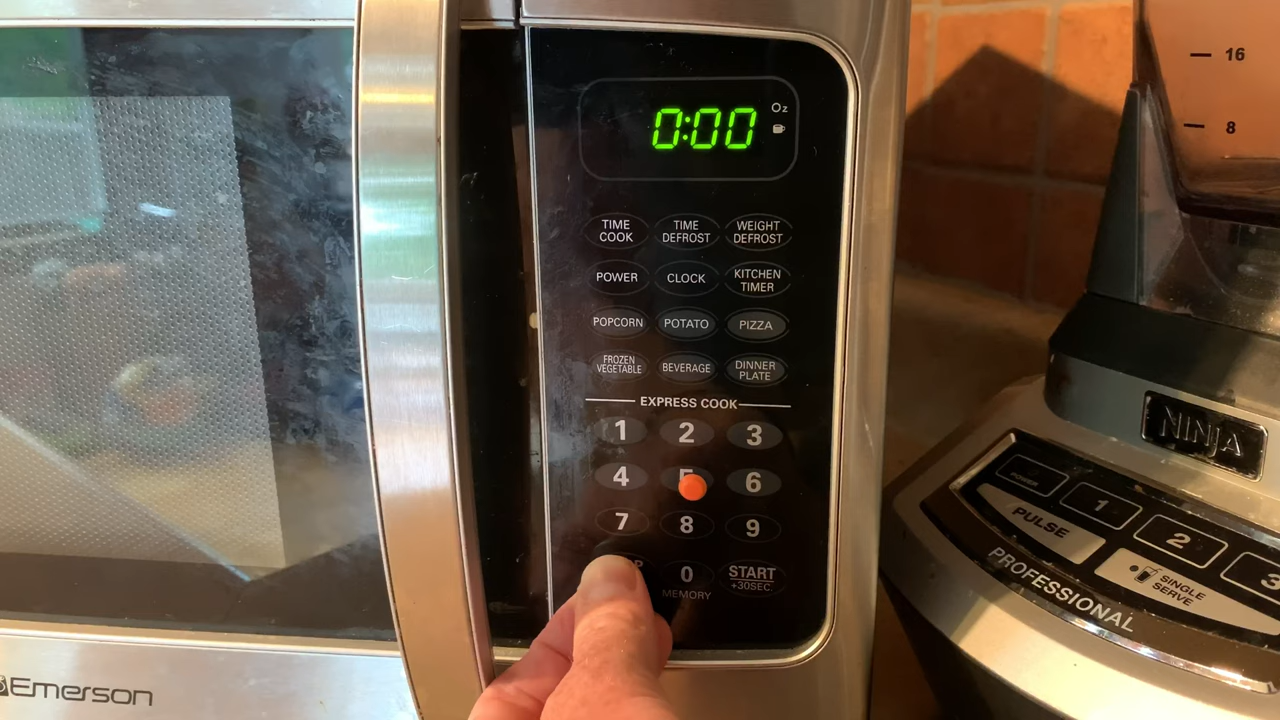 0:00
Oz
TIME COOK
TIME DEFROST
WEIGHT DEFROST
POWER
CLOCK
KITCHEN TIMER
POPCORN
POTATO
PIZZA
FROZEN VEGETABLE
BEVERAGE
DINNER PLATE
EXPRESS COOK
1 2 3
4 5 6
7 8 9
0
MEMORY
START
+30SEC.
Emerson
16
8
NINJA
POWER
1
2
3
PULSE
SINGLE SERVE
PROFESSIONAL